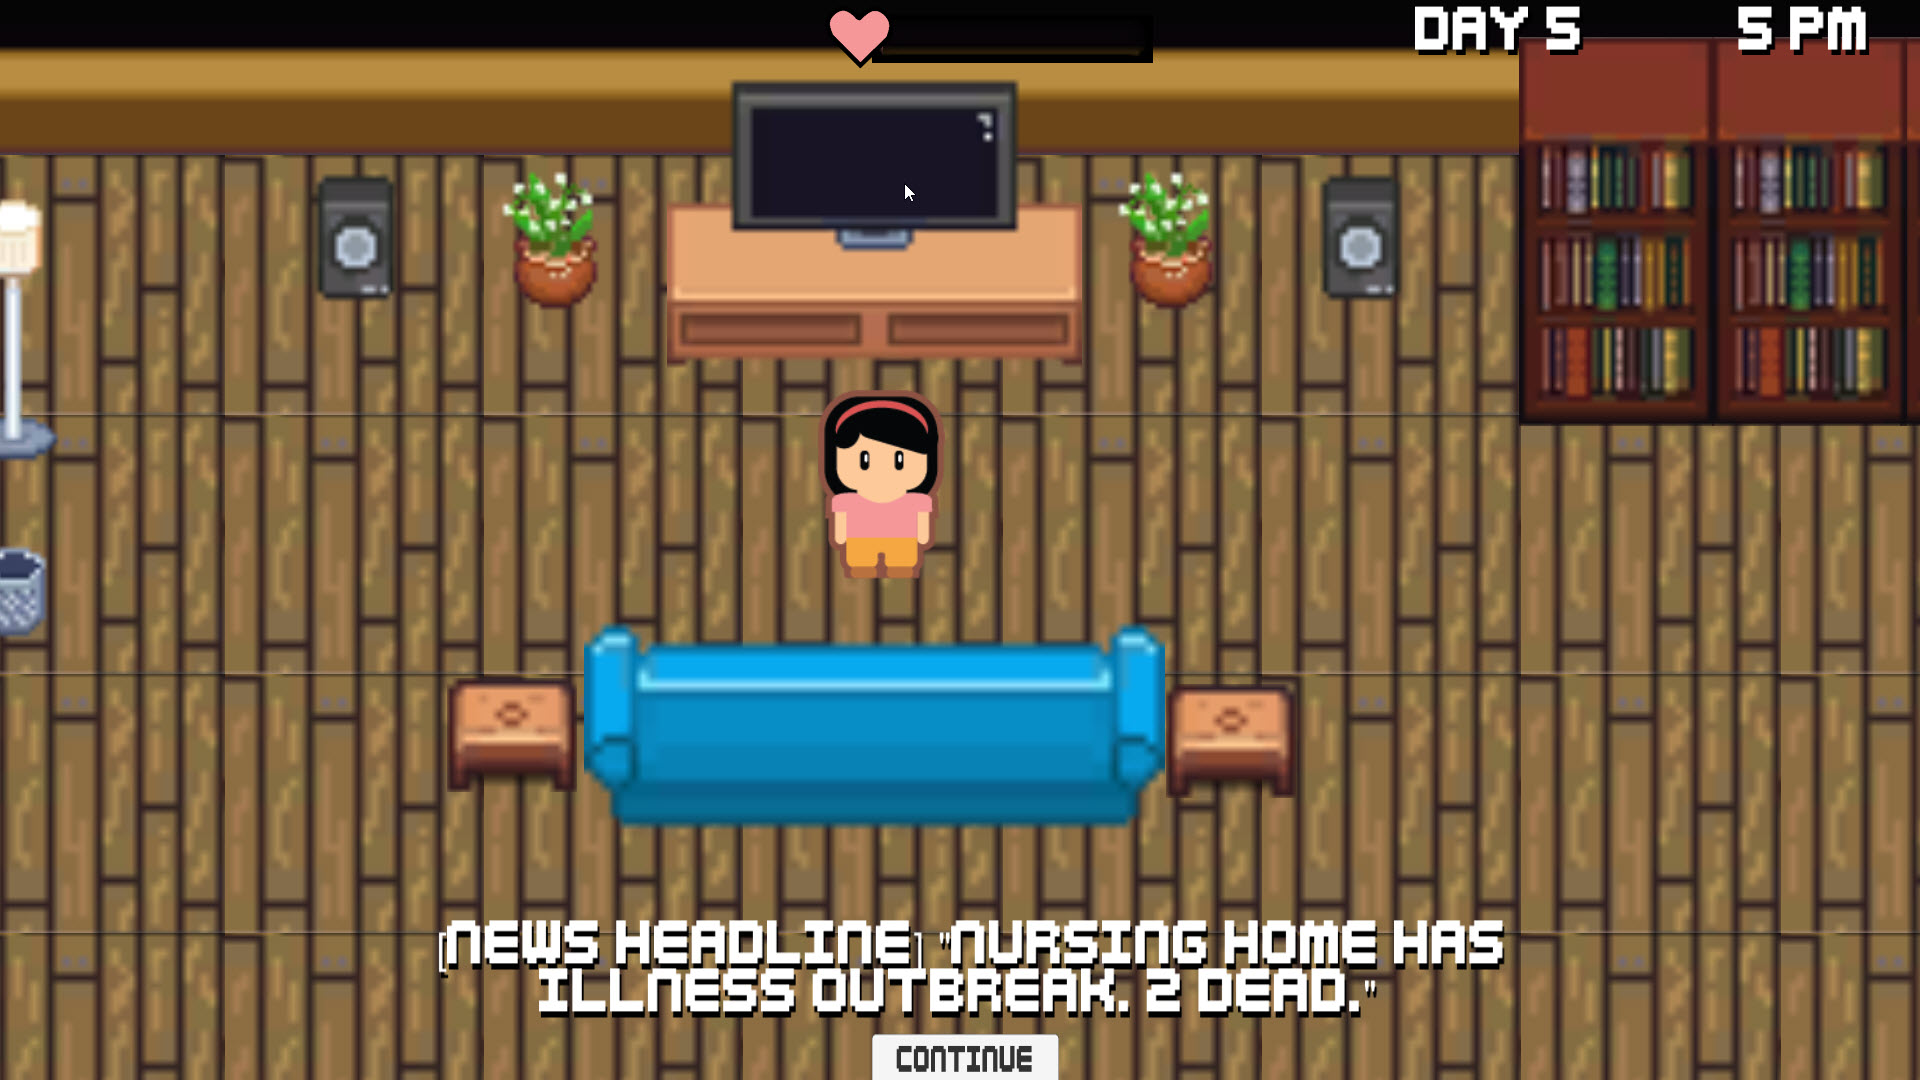 DAY 5
5 PM
[NEWS HEADLINE] "NURSING HOME HAS
ILLNESS OUTBREAK. 2 DEAD."
CONTINUE